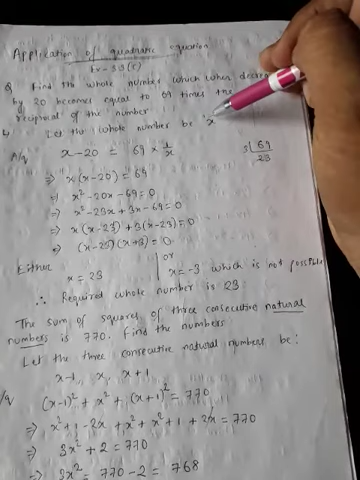 Application of quadratic equation
Ex-5.9(C)
Q Find the whole number which when decrea
by 20 becomes equal to 69 times the
reciprocal of the number
Let the whole number be 'x'
A/q x-20 = 69 × 1/x 3|69
⇒ x(x-20) = 69 23
⇒ x² - 20x - 69 = 0
⇒ x² - 23x + 3x - 69 = 0
⇒ x(x-23) + 3(x-23) = 0
⇒ (x-23)(x+3) = 0
Either or
x = 23 x = -3 which is not possible
∴ Required whole number is 23
The sum of squares of three consecutive natural
numbers is 770. Find the numbers
Let the three consecutive natural numbers be:
x-1, x, x+1
/q (x-1)² + x² + (x+1)² = 770
⇒ x² + 1 - 2x + x² + x² + 1 + 2x = 770
⇒ 3x² + 2 = 770
⇒ 3x² = 770 - 2 = 768